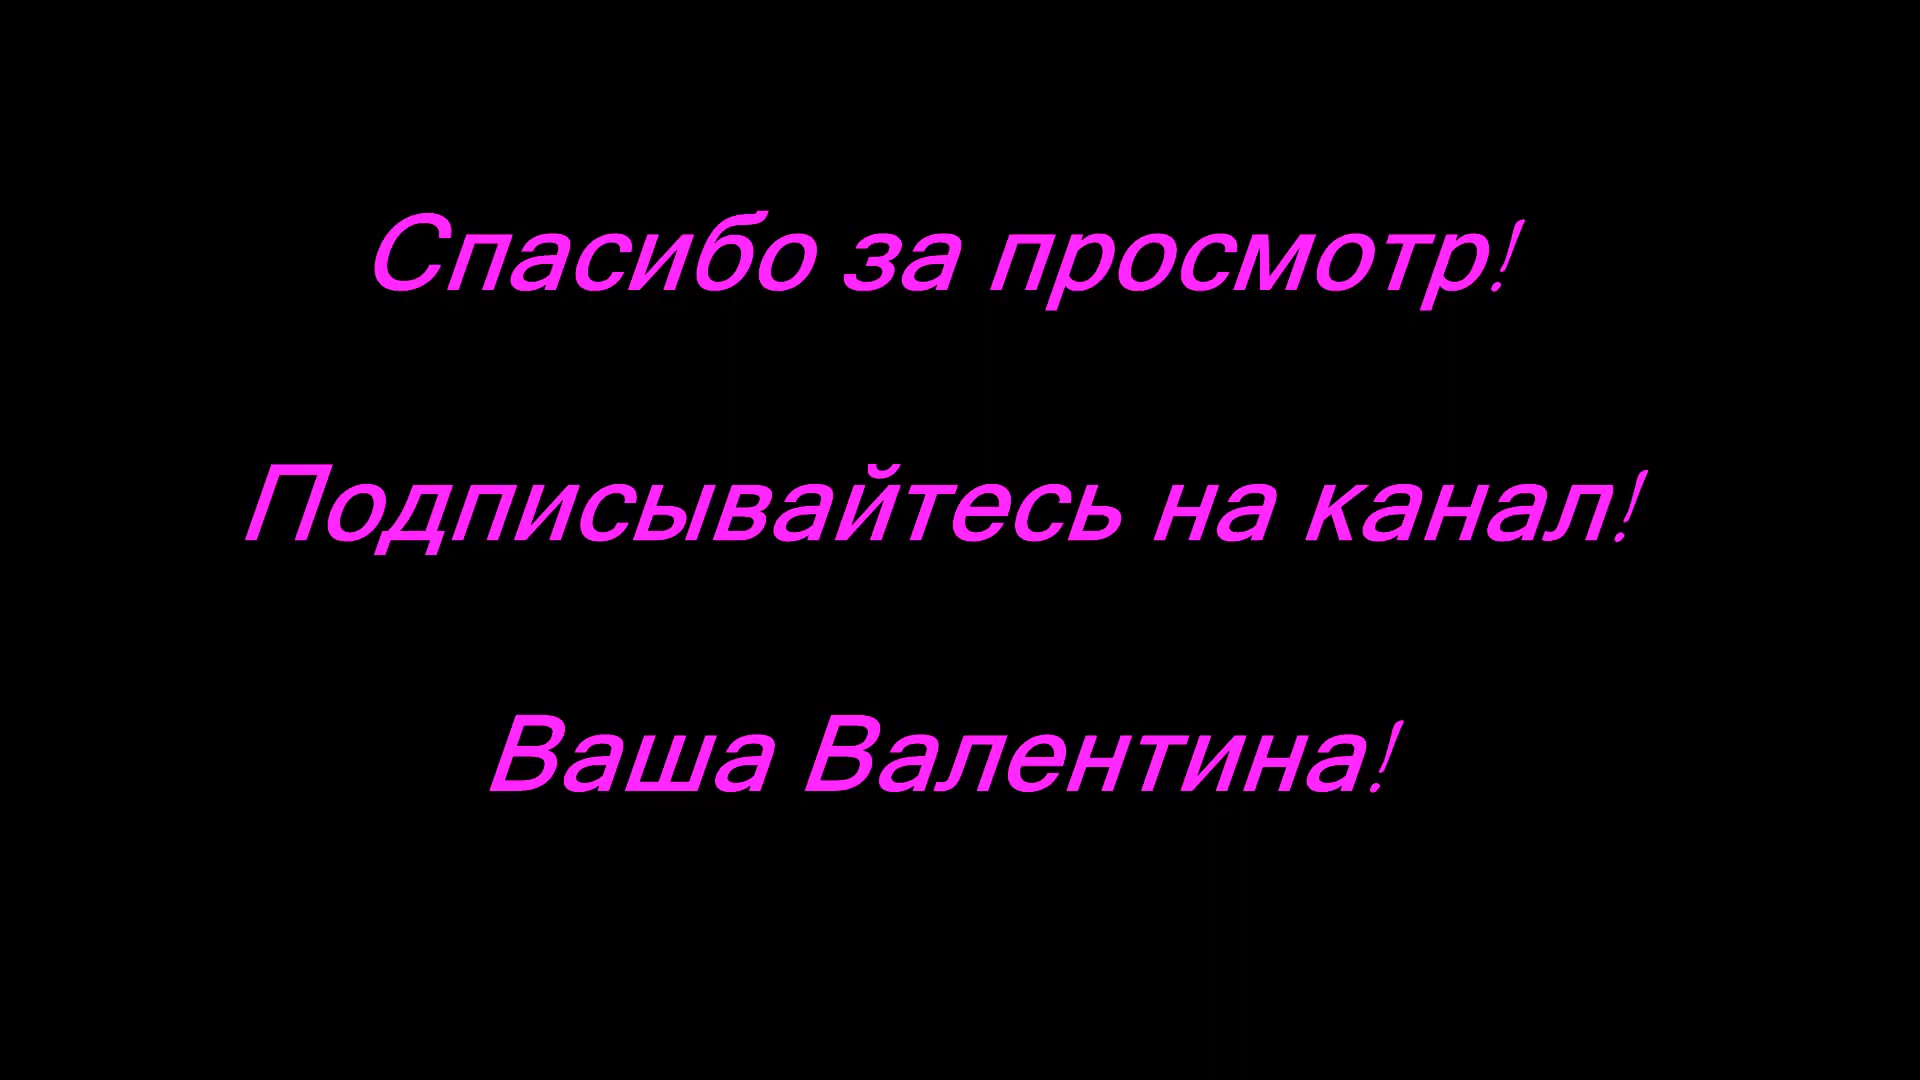 Спасибо за просмотр!
Подписывайтесь на канал!
Ваша Валентина!